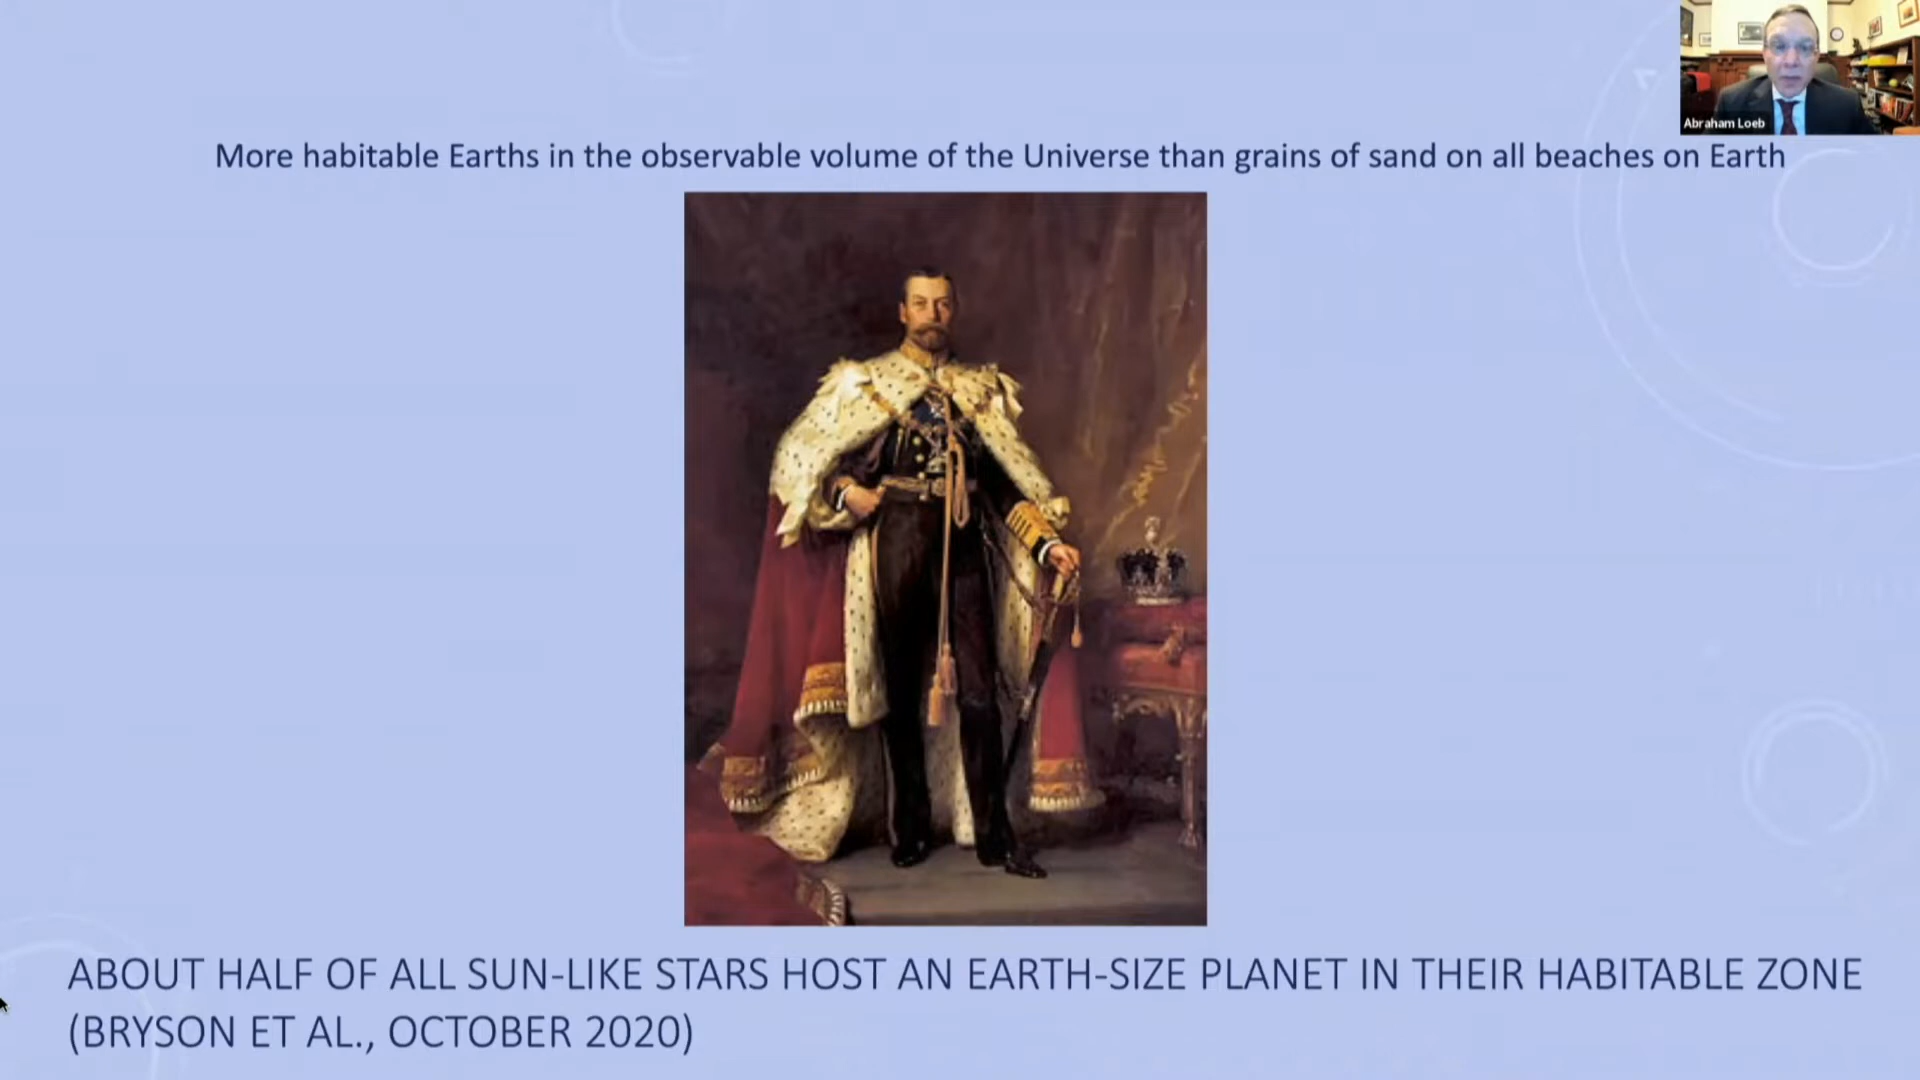 Abraham Loeb
More habitable Earths in the observable volume of the Universe than grains of sand on all beaches on Earth
ABOUT HALF OF ALL SUN-LIKE STARS HOST AN EARTH-SIZE PLANET IN THEIR HABITABLE ZONE
(BRYSON ET AL., OCTOBER 2020)